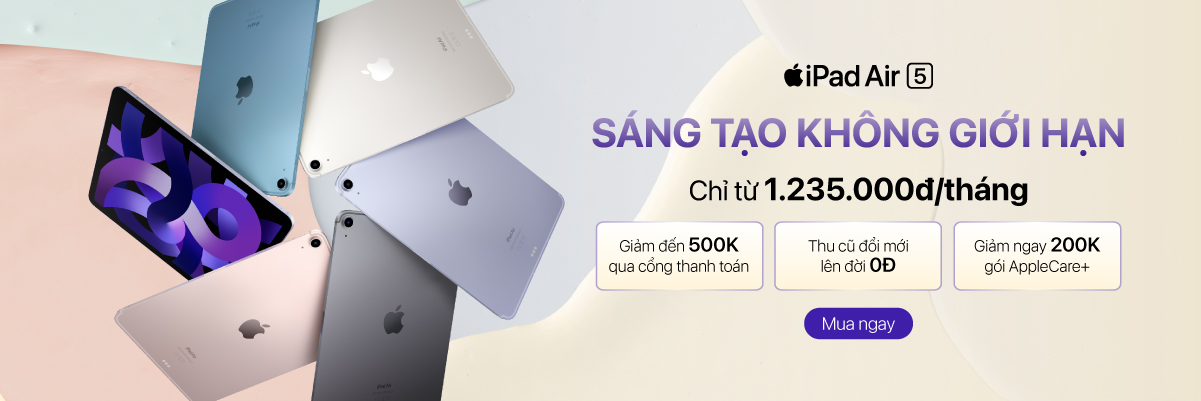 iPad Air 5
SÁNG TẠO KHÔNG GIỚI HẠN
Chỉ từ 1.235.000đ/tháng
Giảm đến 500K
qua cổng thanh toán
Thu cũ đổi mới
lên đời 0Đ
Giảm ngay 200K
gói AppleCare+
Mua ngay